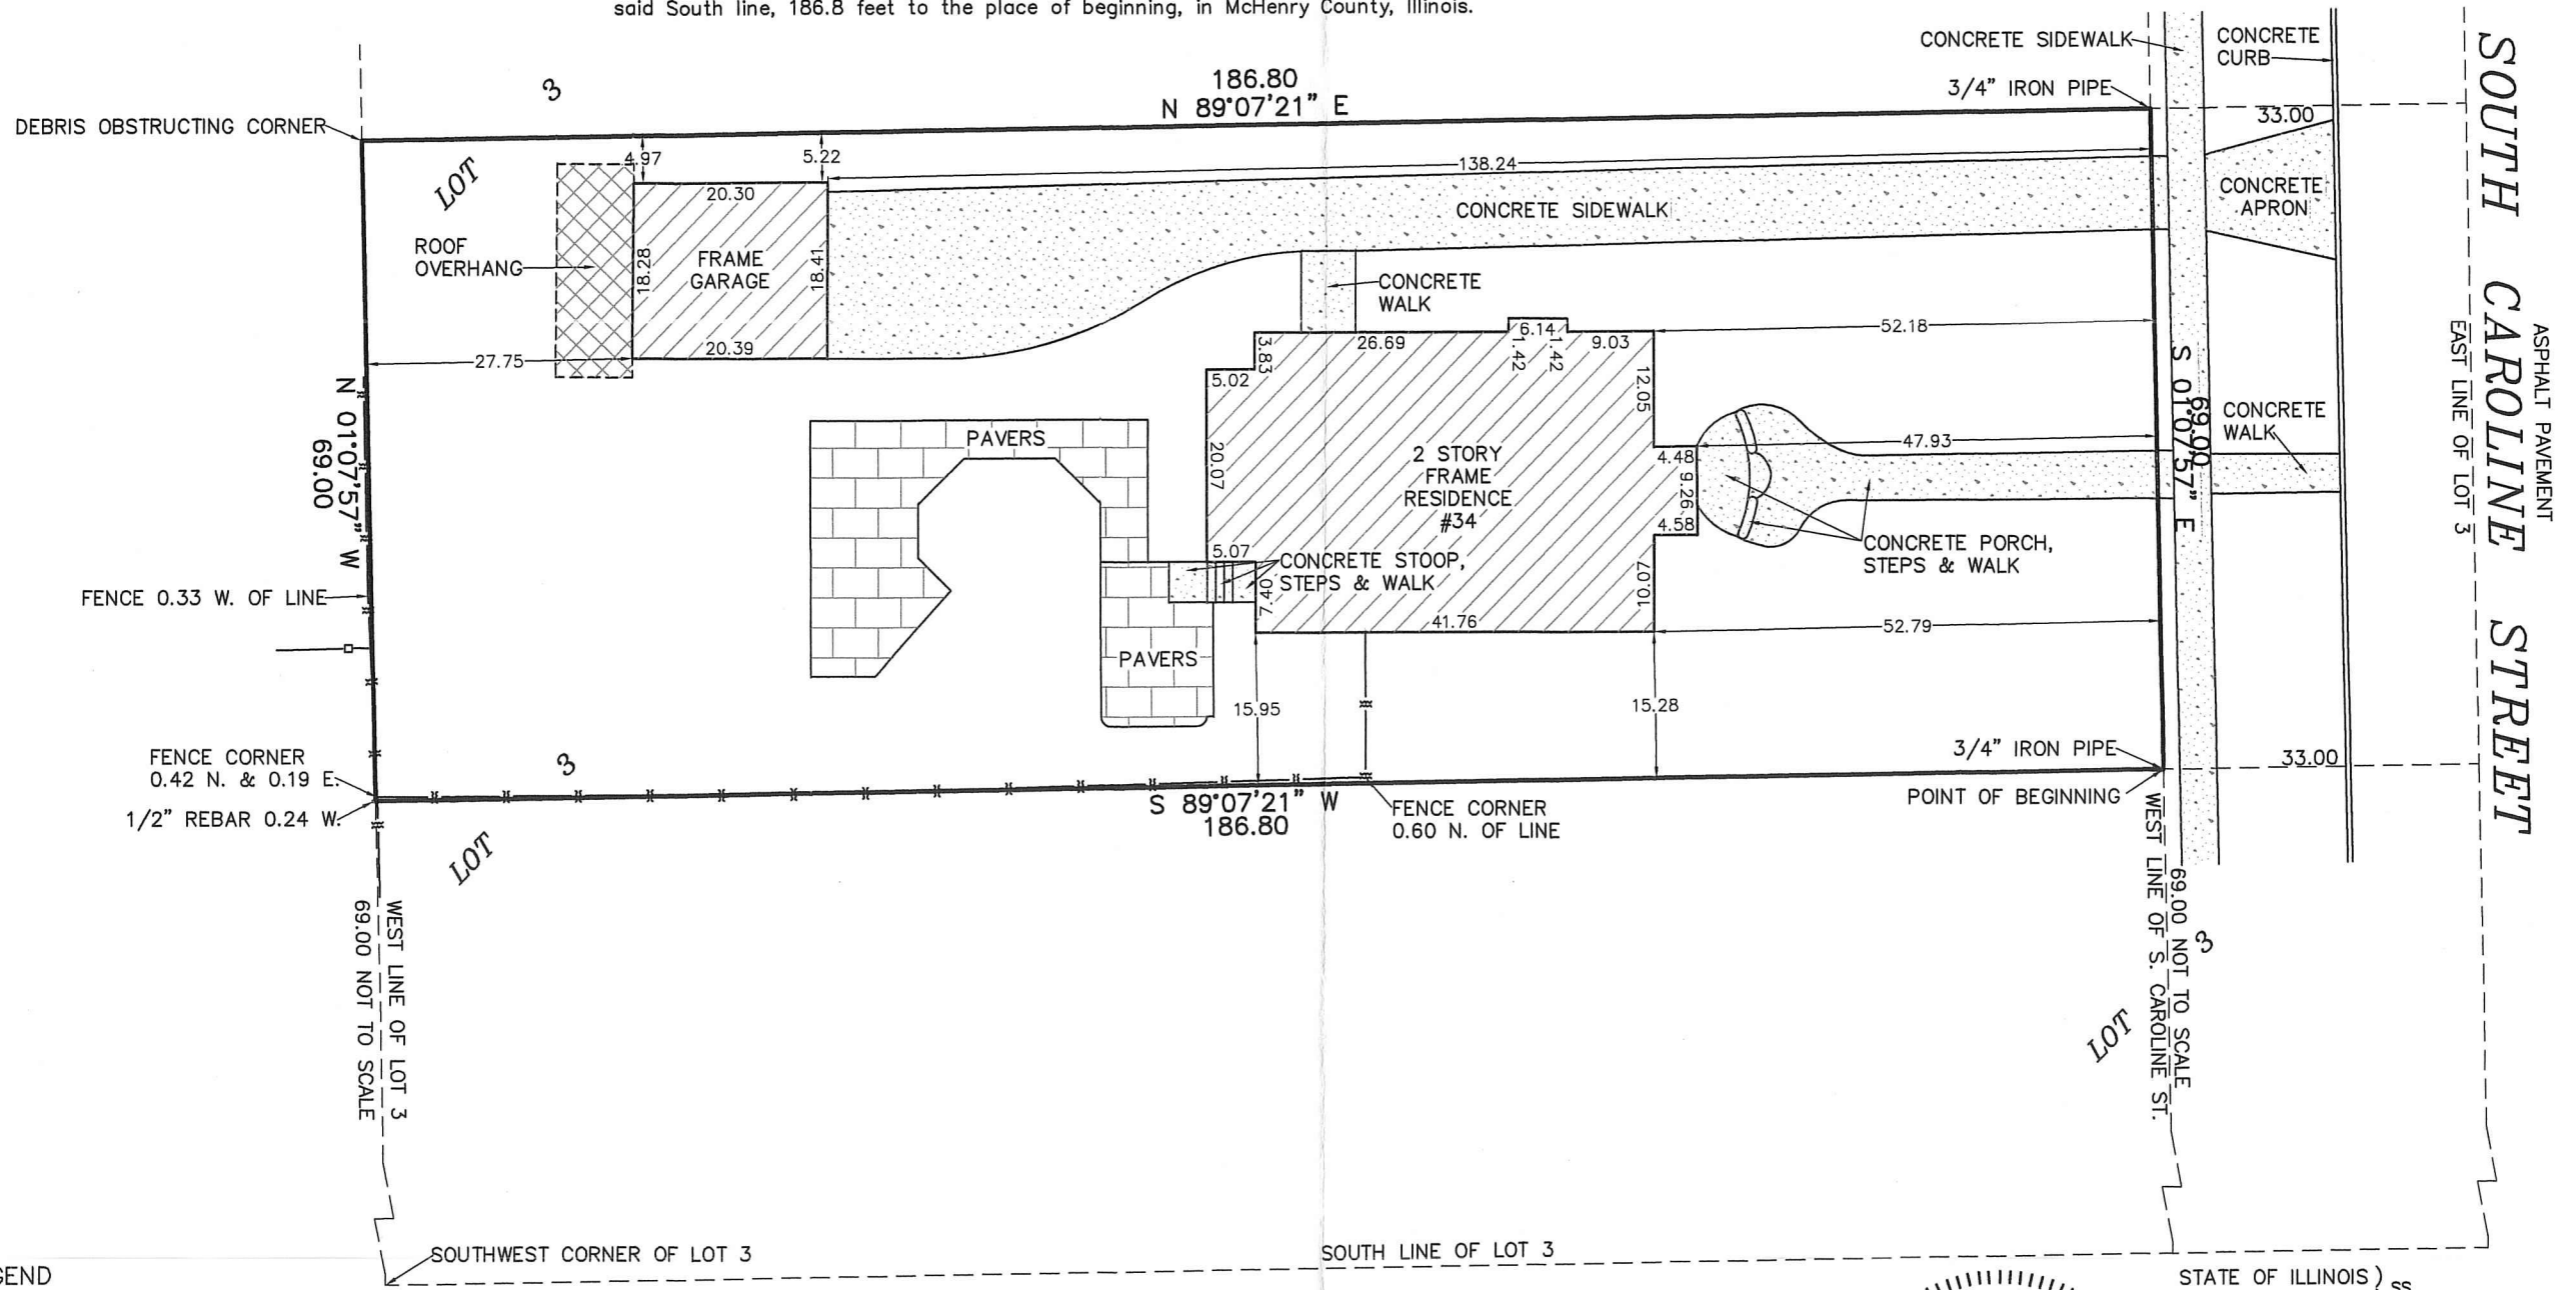 said South line, 186.8 feet to the place of beginning, in McHenry County, Illinois.
CONCRETE SIDEWALK
CONCRETE
CURB
186.80
N 89°07'21" E
3/4" IRON PIPE
3
DEBRIS OBSTRUCTING CORNER
33.00
4.97
5.22
138.24
LOT
20.30
CONCRETE SIDEWALK
CONCRETE
APRON
ROOF
OVERHANG
18.28
FRAME
GARAGE
18.41
CONCRETE
WALK
20.39
27.75
3.83
26.69
6.14
1.42
1.42
9.03
52.18
5.02
12.05
N 01°07'57" W
69.00
PAVERS
20.07
2 STORY
FRAME
RESIDENCE
#34
4.48
9.26
4.58
47.93
S 01°07'57" E
69.00
CONCRETE
WALK
SOUTH CAROLINE STREET
ASPHALT PAVEMENT
EAST LINE OF LOT 3
5.07
CONCRETE STOOP,
STEPS & WALK
7.40
10.07
CONCRETE PORCH,
STEPS & WALK
FENCE 0.33 W. OF LINE
41.76
52.79
PAVERS
15.95
15.28
FENCE CORNER
0.42 N. & 0.19 E.
3
3/4" IRON PIPE
33.00
1/2" REBAR 0.24 W.
S 89°07'21" W
186.80
FENCE CORNER
0.60 N. OF LINE
POINT OF BEGINNING
LOT
WEST LINE OF LOT 3
69.00 NOT TO SCALE
WEST LINE OF S. CAROLINE ST.
69.00 NOT TO SCALE
3
LOT
SOUTHWEST CORNER OF LOT 3
SOUTH LINE OF LOT 3
GEND
STATE OF ILLINOIS)
SS